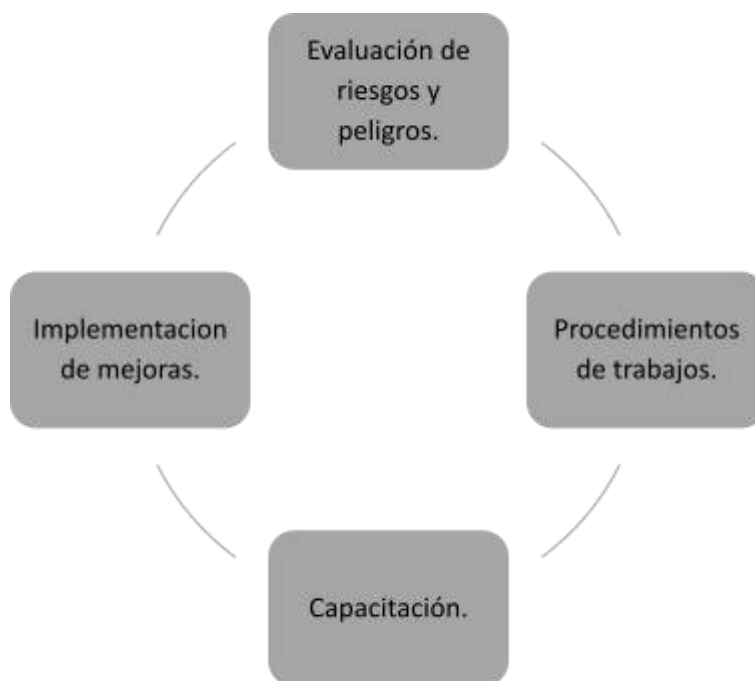 Evaluación de
riesgos y
peligros.
Procedimientos
de trabajos.
Capacitación.
Implementacion
de mejoras.